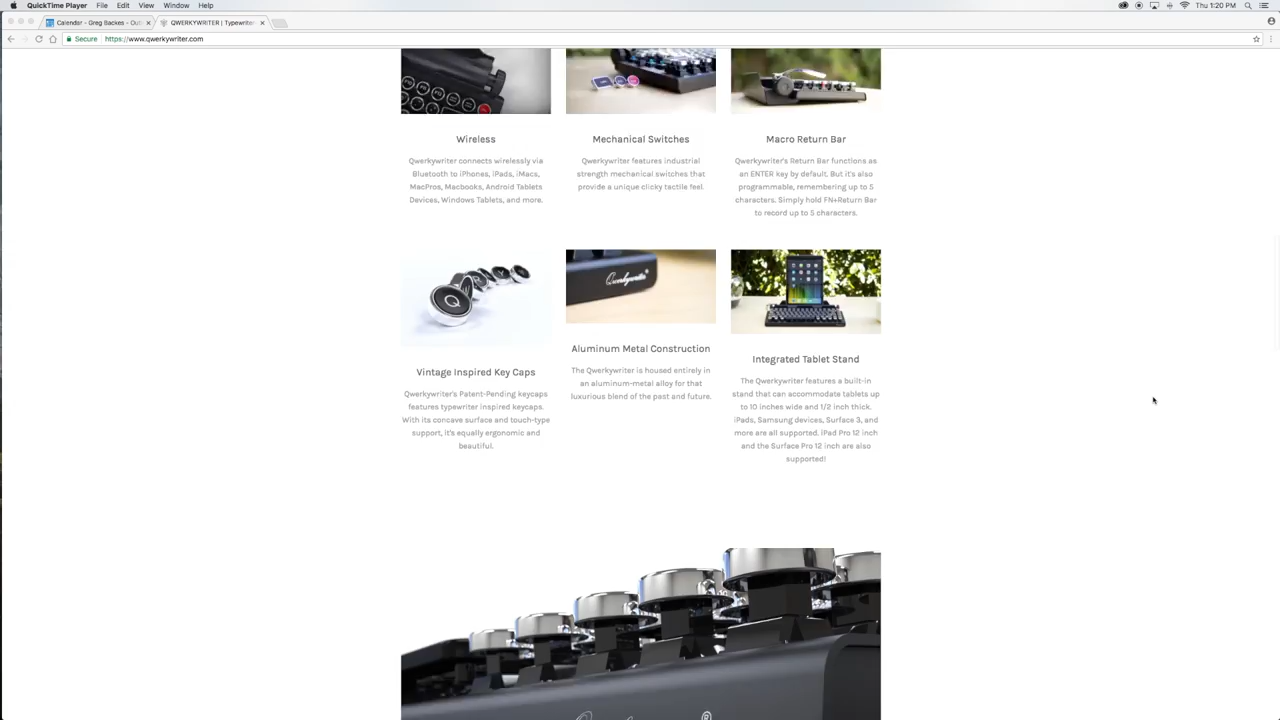 QuickTime Player File Edit View Window Help Thu 1:20 PM
Calendar - Greg Backes - Out QWERKYWRITER | Typewriter
Secure https://www.qwerkywriter.com
Wireless
Qwerkywriter connects wirelessly via
Bluetooth to iPhones, iPads, iMacs,
MacPros, Macbooks, Android Tablets
Devices, Windows Tablets, and more.
Mechanical Switches
Qwerkywriter features industrial
strength mechanical switches that
provide a unique clicky tactile feel.
Macro Return Bar
Qwerkywriter's Return Bar functions as
an ENTER key by default. But it's also
programmable, remembering up to 5
characters. Simply hold FN+Return Bar
to record up to 5 characters.
Q
Vintage Inspired Key Caps
Qwerkywriter's Patent-Pending keycaps
features typewriter inspired keycaps.
With its concave surface and touch-type
support, it's equally ergonomic and
beautiful.
Qwerkywriter®
Aluminum Metal Construction
The Qwerkywriter is housed entirely in
an aluminum-metal alloy for that
luxurious blend of the past and future.
Integrated Tablet Stand
The Qwerkywriter features a built-in
stand that can accommodate tablets up
to 10 inches wide and 1/2 inch thick.
iPads, Samsung devices, Surface 3, and
more are all supported. iPad Pro 12 inch
and the Surface Pro 12 inch are also
supported!